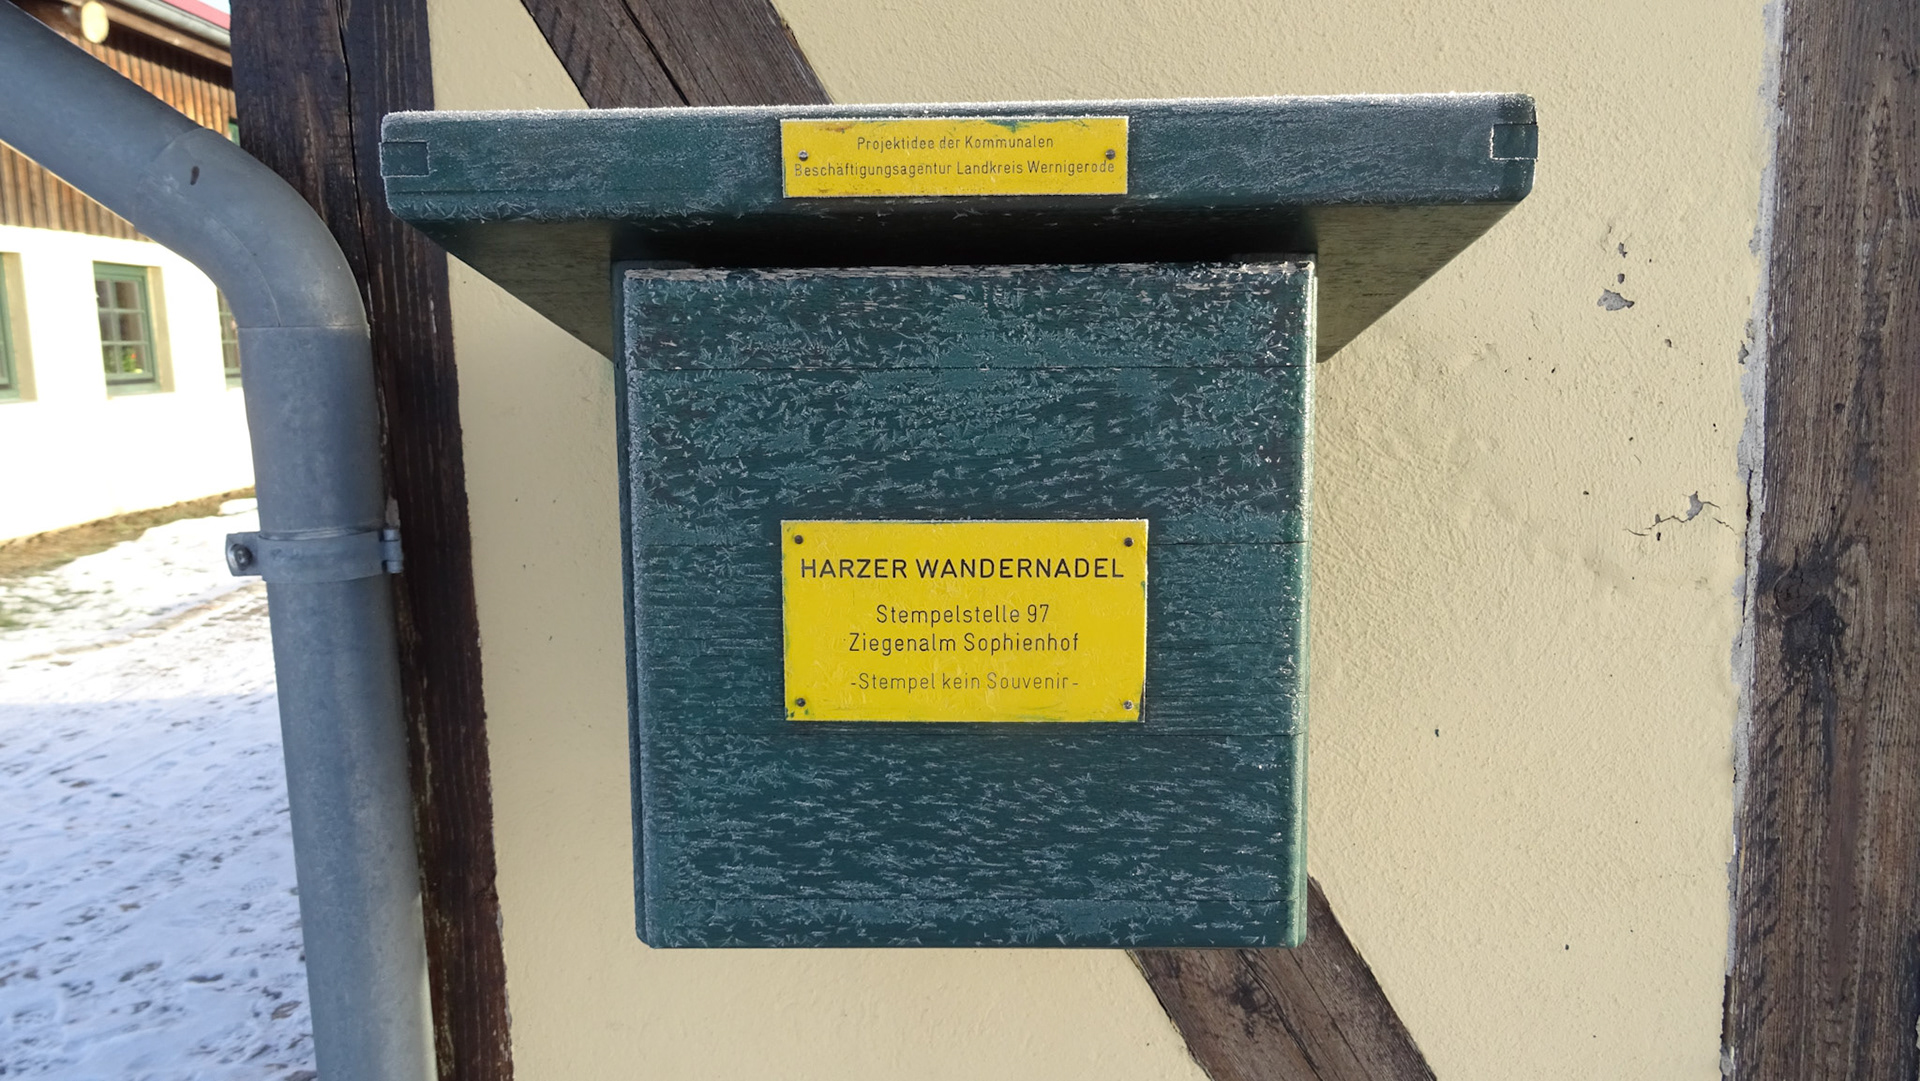 Projektidee der Kommunalen
Beschäftigungsagentur Landkreis Wernigerode
HARZER WANDERNADEL
Stempelstelle 97
Ziegenalm Sophienhof
-Stempel kein Souvenir-